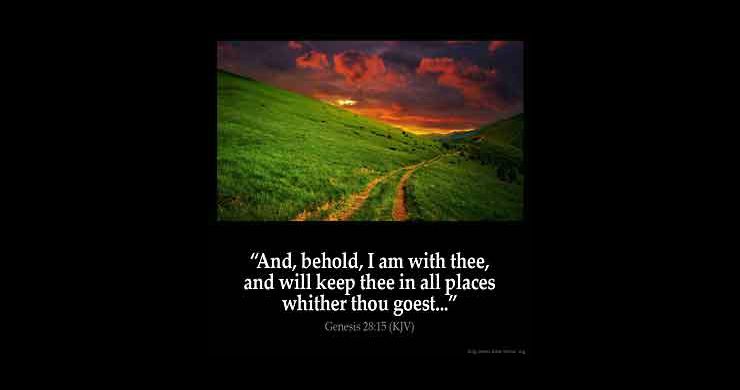 “And, behold, I am with thee,
and will keep thee in all places
whither thou goest...”
Genesis 28:15 (KJV)